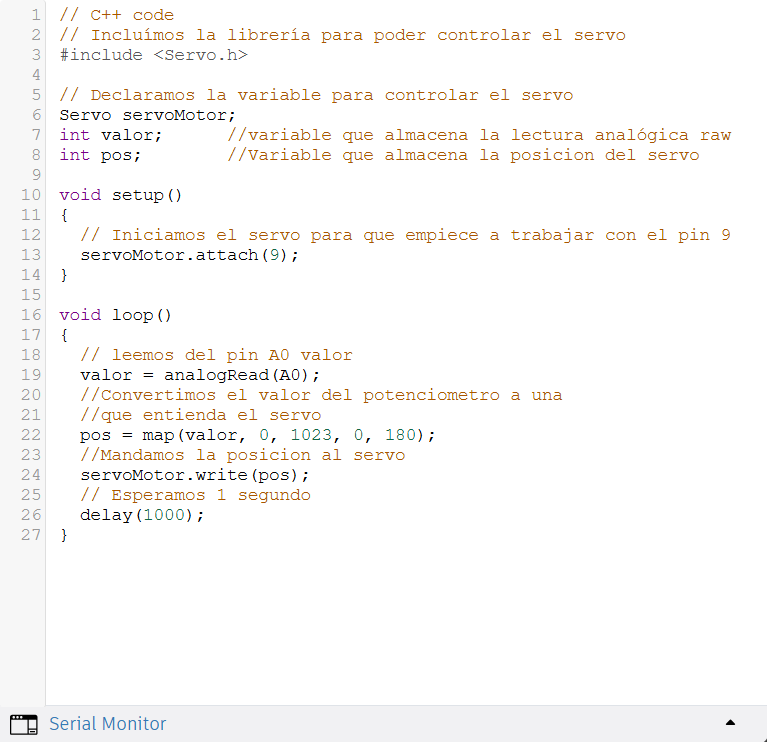 1 // C++ code
2 // Incluímos la librería para poder controlar el servo
3 #include <Servo.h>
4
5 // Declaramos la variable para controlar el servo
6 Servo servoMotor;
7 int valor; //variable que almacena la lectura analógica raw
8 int pos; //Variable que almacena la posicion del servo
9
10 void setup()
11 {
12 // Iniciamos el servo para que empiece a trabajar con el pin 9
13 servoMotor.attach(9);
14 }
15
16 void loop()
17 {
18 // leemos del pin A0 valor
19 valor = analogRead(A0);
20 //Convertimos el valor del potenciometro a una
21 //que entienda el servo
22 pos = map(valor, 0, 1023, 0, 180);
23 //Mandamos la posicion al servo
24 servoMotor.write(pos);
25 // Esperamos 1 segundo
26 delay(1000);
27 }
Serial Monitor